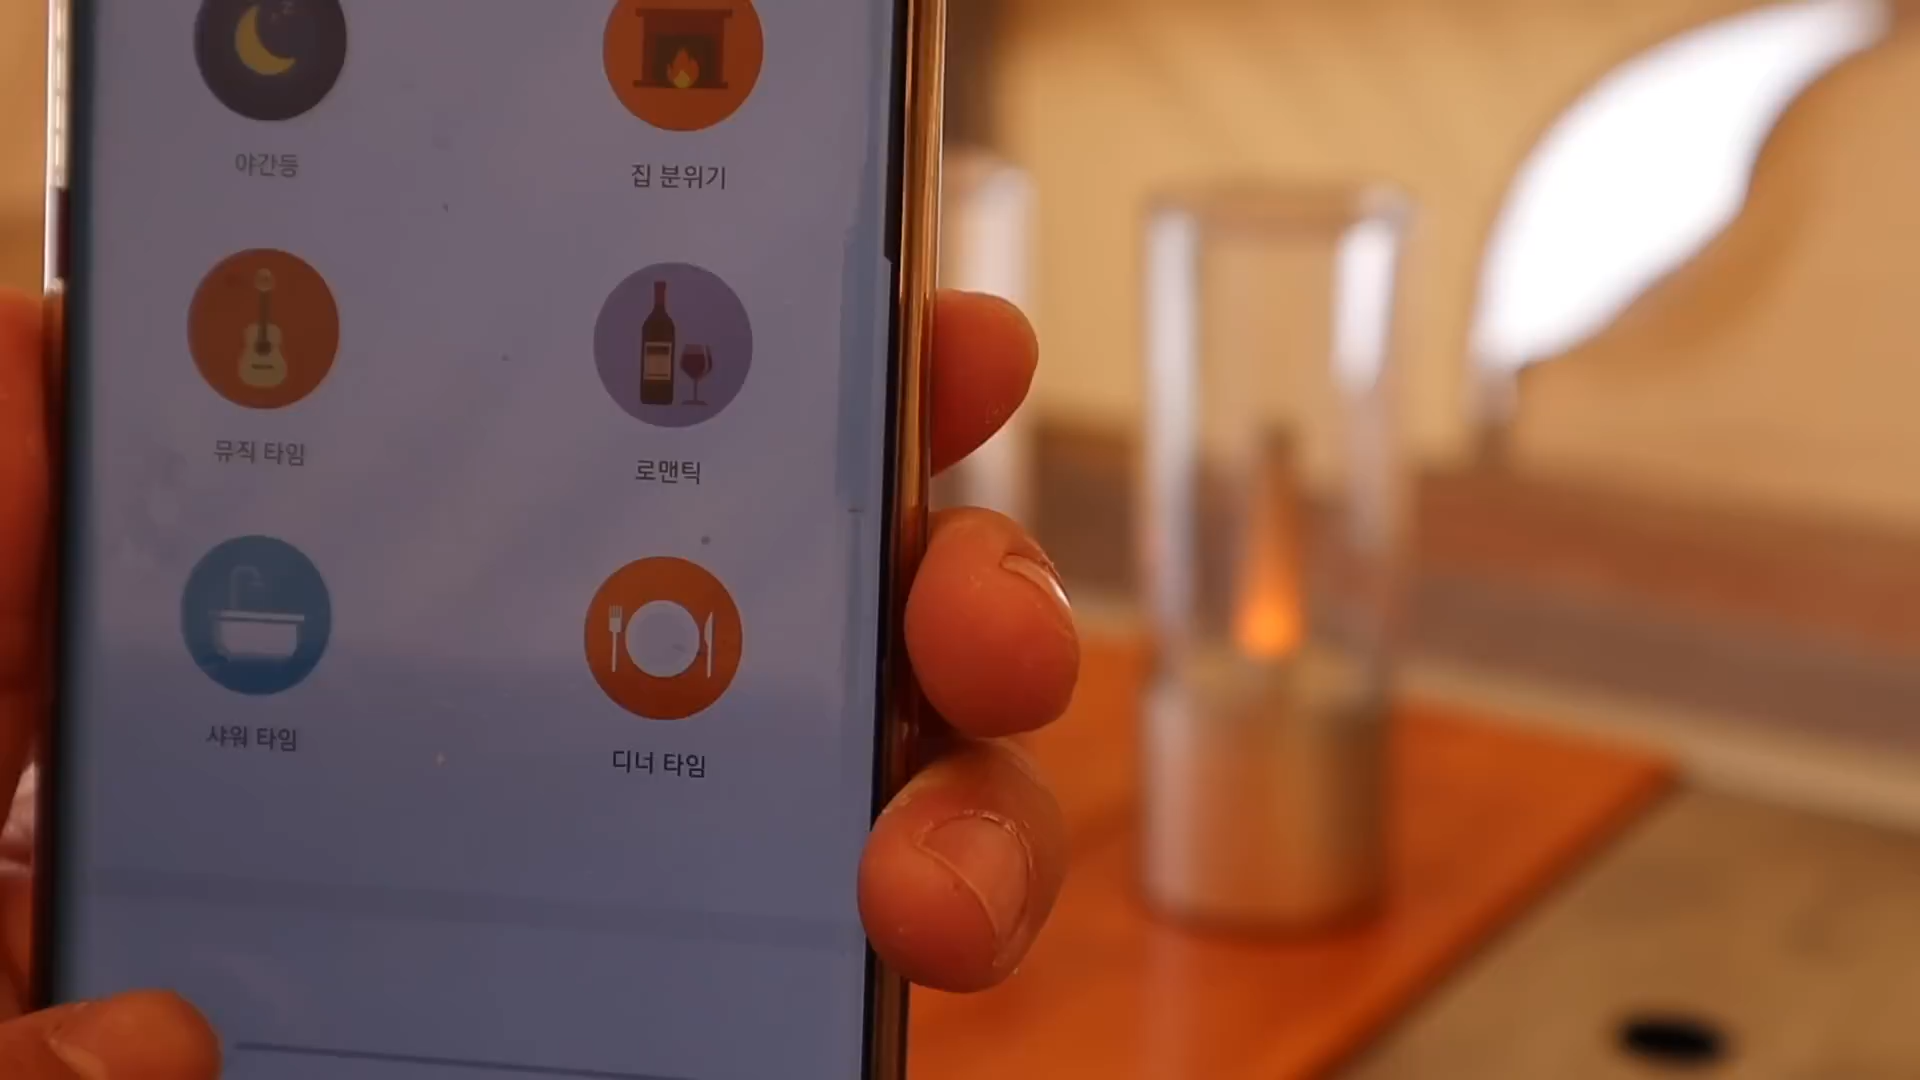 야간등
집 분위기
뮤직 타임
로맨틱
샤워 타임
디너 타임